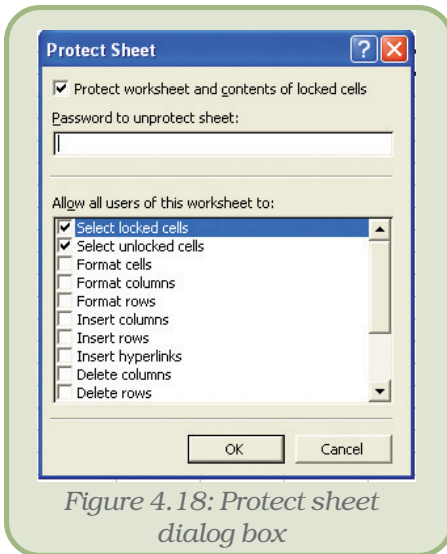 Protect Sheet
Protect worksheet and contents of locked cells
Password to unprotect sheet:
Allow all users of this worksheet to:
Select locked cells
Select unlocked cells
Format cells
Format columns
Format rows
Insert columns
Insert rows
Insert hyperlinks
Delete columns
Delete rows
OK Cancel
Figure 4.18: Protect sheet
dialog box